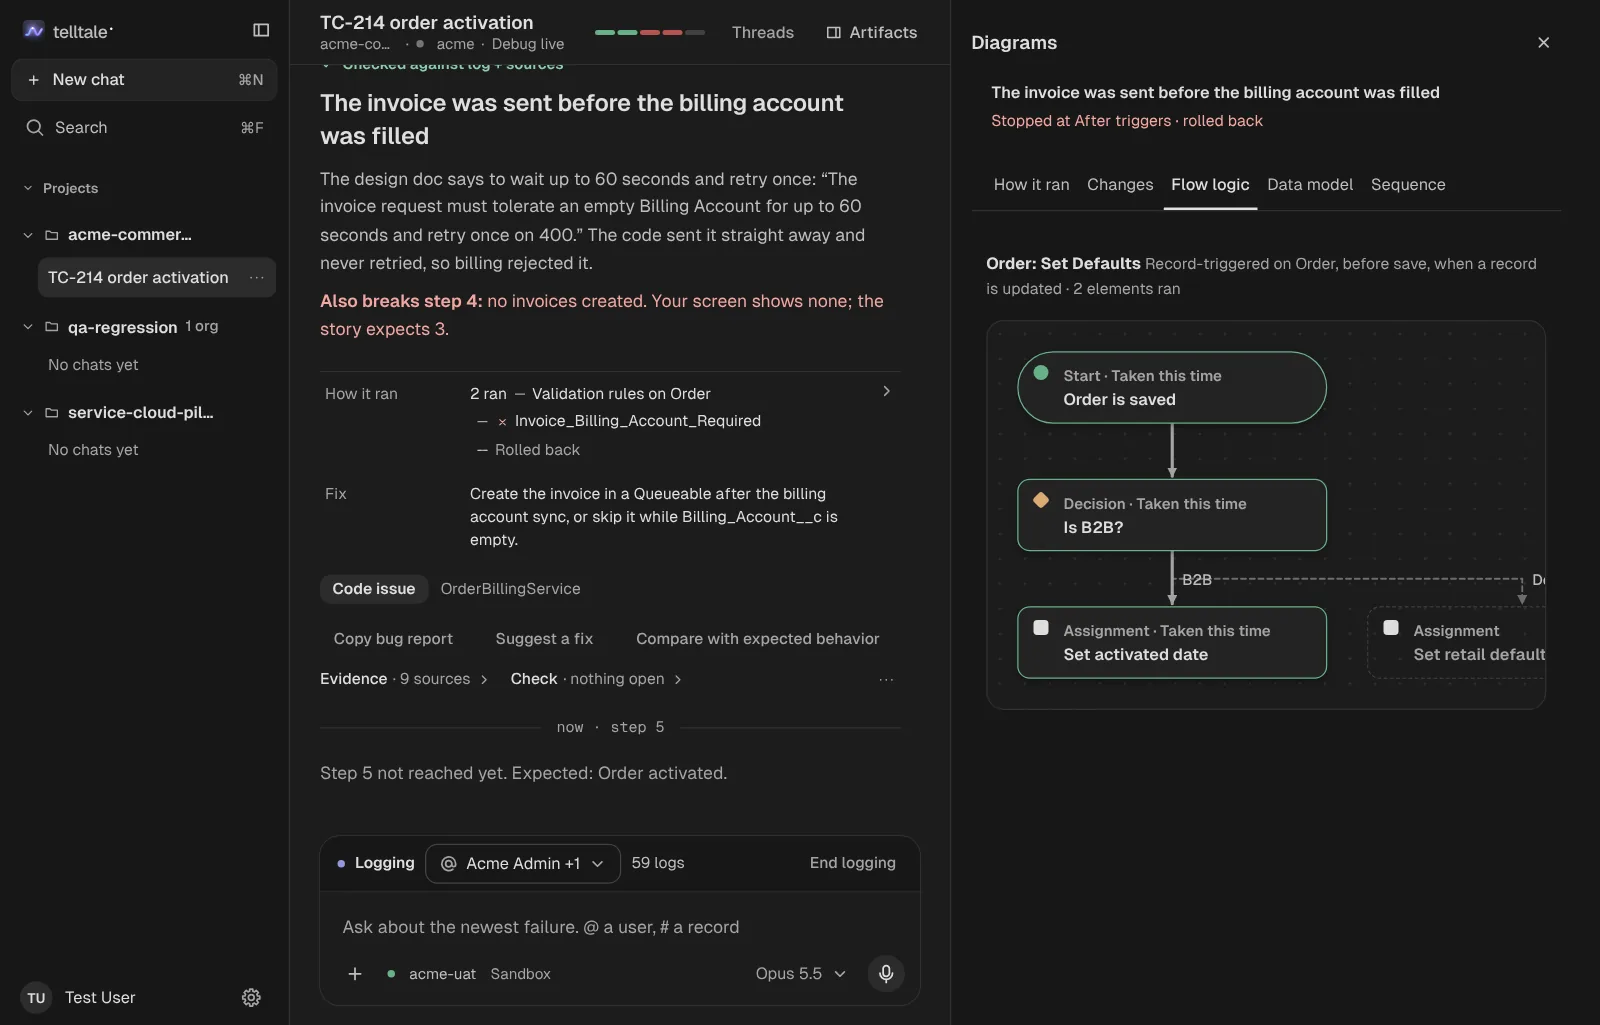 telltale
New chat ⌘N
Search ⌘F
Projects
acme-commer...
TC-214 order activation ...
qa-regression 1 org
No chats yet
service-cloud-pil...
No chats yet
TU Test User
TC-214 order activation
acme-co... · acme · Debug live
Threads
Artifacts
Checked against log + sources
The invoice was sent before the billing account
was filled
The design doc says to wait up to 60 seconds and retry once: “The
invoice request must tolerate an empty Billing Account for up to 60
seconds and retry once on 400.” The code sent it straight away and
never retried, so billing rejected it.
Also breaks step 4: no invoices created. Your screen shows none; the
story expects 3.
How it ran 2 ran – Validation rules on Order
– × Invoice_Billing_Account_Required
– Rolled back
Fix Create the invoice in a Queueable after the billing
account sync, or skip it while Billing_Account__c is
empty.
Code issue OrderBillingService
Copy bug report Suggest a fix Compare with expected behavior
Evidence · 9 sources > Check · nothing open > ...
now · step 5
Step 5 not reached yet. Expected: Order activated.
Logging @ Acme Admin +1 59 logs End logging
Ask about the newest failure. @ a user, # a record
+ acme-uat Sandbox Opus 5.5
Diagrams ×
The invoice was sent before the billing account was filled
Stopped at After triggers · rolled back
How it ran Changes Flow logic Data model Sequence
Order: Set Defaults Record-triggered on Order, before save, when a record
is updated · 2 elements ran
Start · Taken this time
Order is saved
Decision · Taken this time
Is B2B?
B2B De
Assignment · Taken this time
Set activated date
Assignment
Set retail default